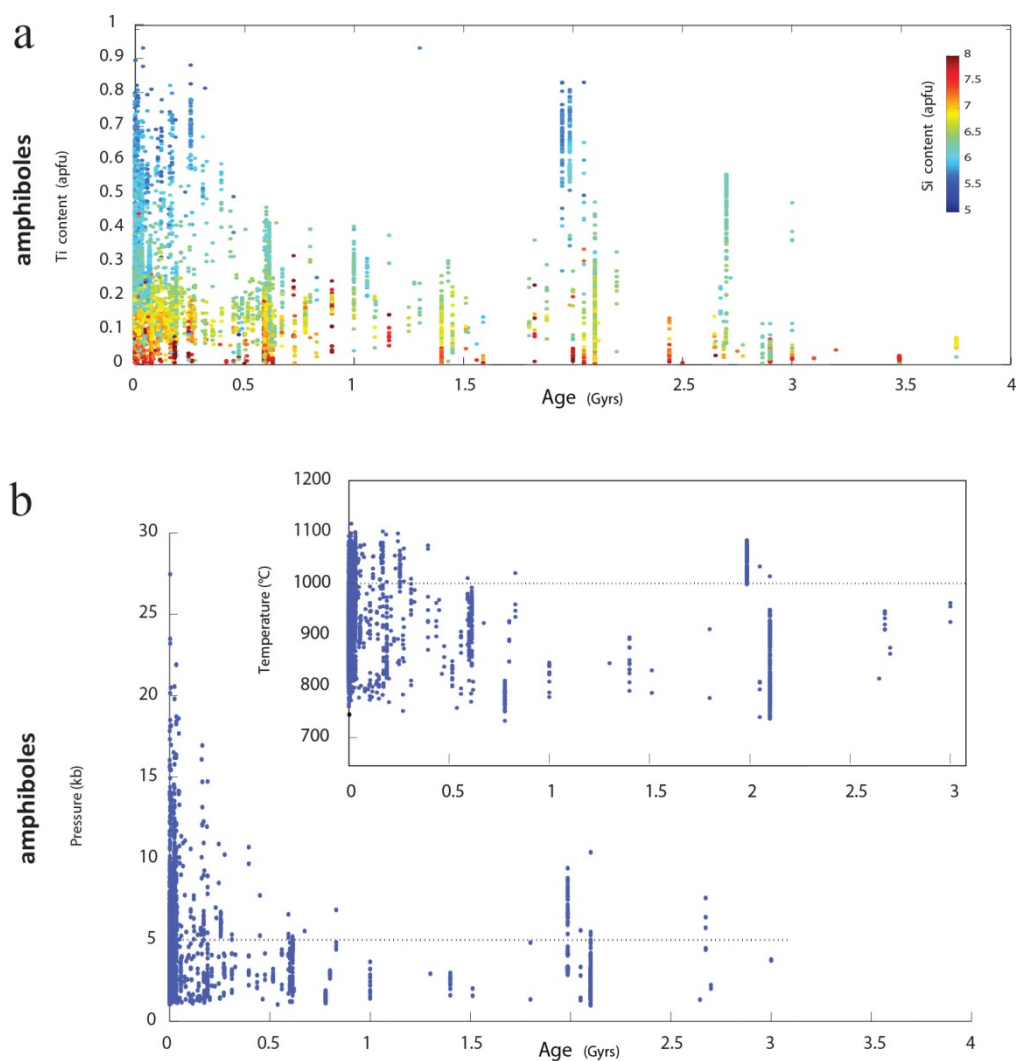 a
amphiboles
Ti content (apfu)
1
0.9
0.8
0.7
0.6
0.5
0.4
0.3
0.2
0.1
0
0 0.5 1 1.5 2.0 2.5 3 3.5 4
Age (Gyrs)
8
7.5
7
6.5
6
5.5
5
Si content (apfu)
b
amphiboles
Pressure (kb)
30
25
20
15
10
5
0
0 0.5 1 1.5 2 2.5 3 3.5 4
Age (Gyrs)
Temperature (°C)
1200
1100
1000
900
800
700
0 0.5 1 1.5 2 2.5 3